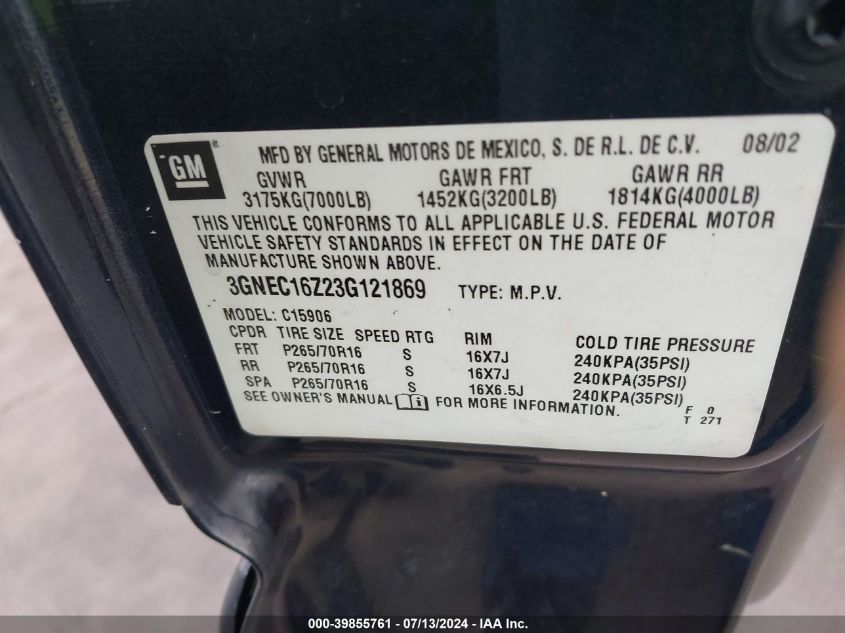 GM ® MFD BY GENERAL MOTORS DE MEXICO, S. DE R.L. DE C.V. 08/02
GVWR GAWR FRT GAWR RR
3175KG(7000LB) 1452KG(3200LB) 1814KG(4000LB)
THIS VEHICLE CONFORMS TO ALL APPLICABLE U.S. FEDERAL MOTOR
VEHICLE SAFETY STANDARDS IN EFFECT ON THE DATE OF
MANUFACTURE SHOWN ABOVE.
3GNEC16Z23G121869 TYPE: M.P.V.
MODEL: C15906
CPDR TIRE SIZE SPEED RTG RIM COLD TIRE PRESSURE
FRT P265/70R16 S 16X7J 240KPA(35PSI)
RR P265/70R16 S 16X7J 240KPA(35PSI)
SPA P265/70R16 S 16X6.5J 240KPA(35PSI)
SEE OWNER'S MANUAL i FOR MORE INFORMATION. F 0
T 271
000-39855761 - 07/13/2024 - IAA Inc.